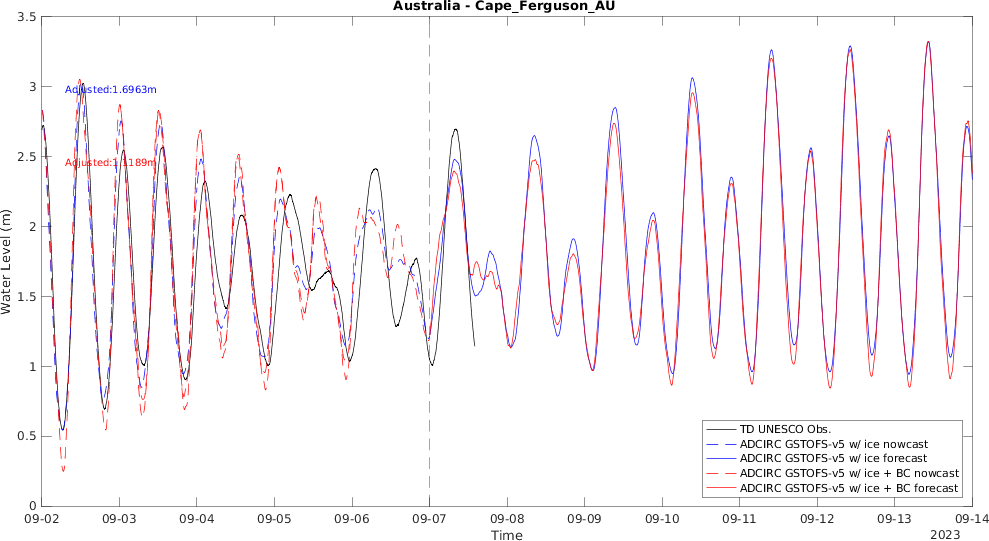 Australia - Cape_Ferguson_AU
3.5
3
2.5
2
1.5
1
0.5
0
Water Level (m)
Adjusted:1.6963m
Adjusted:1.1189m
TD UNESCO Obs.
ADCIRC GSTOFS-v5 w/ ice nowcast
ADCIRC GSTOFS-v5 w/ ice forecast
ADCIRC GSTOFS-v5 w/ ice + BC nowcast
ADCIRC GSTOFS-v5 w/ ice + BC forecast
09-02 09-03 09-04 09-05 09-06 09-07 09-08 09-09 09-10 09-11 09-12 09-13 09-14
Time
2023